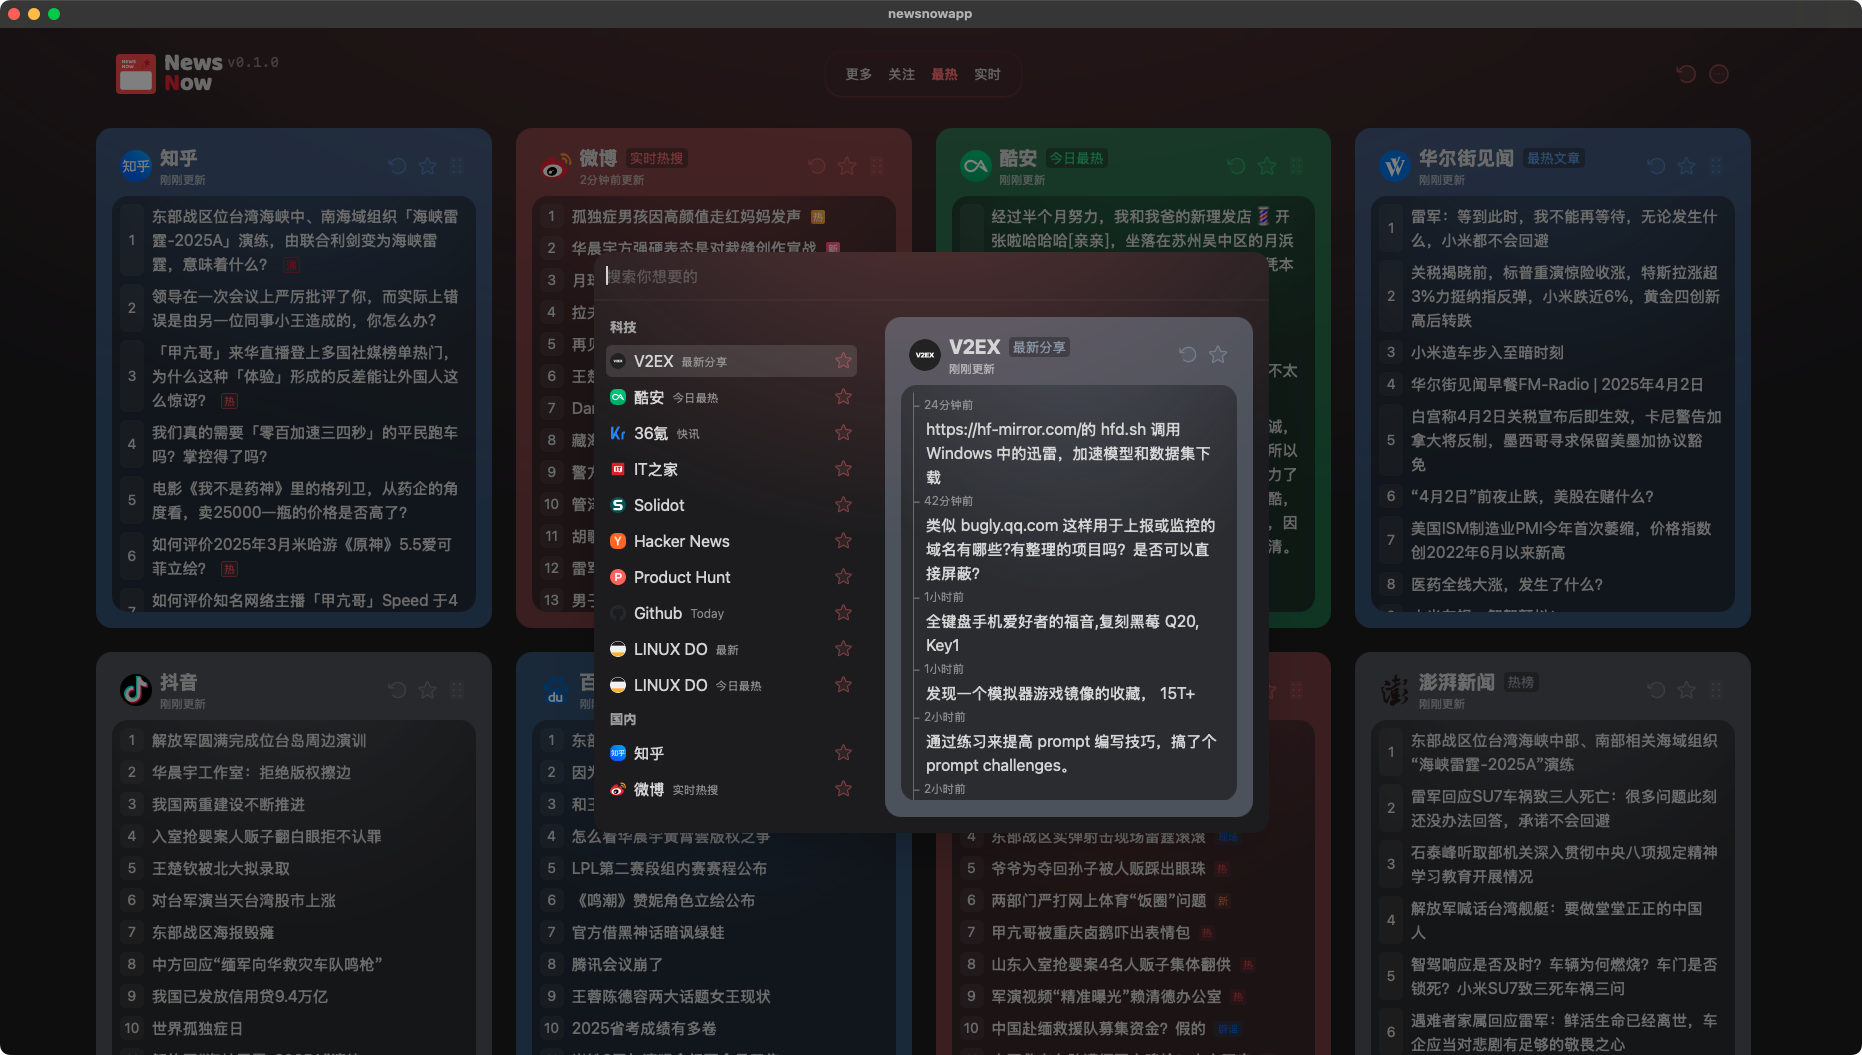 newsnowapp
News
Now
v0.1.0
更多
关注
最热
实时
知乎
知乎
刚刚更新
1
东部战区位台湾海峡中、南海域组织「海峡雷
霆-2025A」演练，由联合利剑变为海峡雷
霆，意味着什么？
2
领导在一次会议上严厉批评了你，而实际上错
误是由另一位同事小王造成的，你怎么办？
3
「甲亢哥」来华直播登上多国社媒榜单热门，
为什么这种「体验」形成的反差能让外国人这
么惊讶？ 热
4
我们真的需要「零百加速三四秒」的平民跑车
吗？掌控得了吗？
5
电影《我不是药神》里的格列卫，从药企的角
度看，卖25000一瓶的价格是否高了？
6
如何评价2025年3月米哈游《原神》5.5爱可
菲立绘？ 热
7
如何评价知名网络主播「甲亢哥」Speed 于4
微博 实时热搜
2分钟前更新
1 孤独症男孩因高颜值走红妈妈发声 热
2 华晨宇方强硬表态是对裁缝创作宣战 新
3 月
4 拉
5 再
6 王
7 Dar
8 藏
9 警
10 管
11 胡
12 雷
13 男
酷安 今日最热
刚刚更新
经过半个月努力，我和我爸的新理发店💈开
张啦哈哈哈[亲亲]，坐落在苏州吴中区的月浜
凭本
不太
诚，
所以
力了
酷，
，因
清。
华尔街见闻 最热文章
刚刚更新
1
雷军：等到此时，我不能再等待，无论发生什
么，小米都不会回避
2
关税揭晓前，标普重演惊险收涨，特斯拉涨超
3%力挺纳指反弹，小米跌近6%，黄金四创新
高后转跌
3 小米造车步入至暗时刻
4 华尔街见闻早餐FM-Radio | 2025年4月2日
5
白宫称4月2日关税宣布后即生效，卡尼警告加
拿大将反制，墨西哥寻求保留美墨加协议豁
免
6 “4月2日”前夜止跌，美股在赌什么？
7
美国ISM制造业PMI今年首次萎缩，价格指数
创2022年6月以来新高
8 医药全线大涨，发生了什么？
搜索你想要的
科技
V2EX 最新分享
酷安 今日最热
36氪 快讯
IT之家
Solidot
Hacker News
Product Hunt
Github Today
LINUX DO 最新
LINUX DO 今日最热
国内
知乎
微博 实时热搜
V2EX
V2EX 最新分享
刚刚更新
24分钟前
https://hf-mirror.com/的 hfd.sh 调用
Windows 中的迅雷，加速模型和数据集下
载
42分钟前
类似 bugly.qq.com 这样用于上报或监控的
域名有哪些?有整理的项目吗？是否可以直
接屏蔽？
1小时前
全键盘手机爱好者的福音,复刻黑莓 Q20,
Key1
1小时前
发现一个模拟器游戏镜像的收藏， 15T+
2小时前
通过练习来提高 prompt 编写技巧，搞了个
prompt challenges。
2小时前
抖音
刚刚更新
1 解放军圆满完成位台岛周边演训
2 华晨宇工作室：拒绝版权擦边
3 我国两重建设不断推进
4 入室抢婴案人贩子翻白眼拒不认罪
5 王楚钦被北大拟录取
6 对台军演当天台湾股市上涨
7 东部战区海报毁瘫
8 中方回应“缅军向华救灾车队鸣枪”
9 我国已发放信用贷9.4万亿
10 世界孤独症日
du
百
刚
1 东
2 因
3 和
4 怎么看华晨宇黄霄雲版权之争
5 LPL第二赛段组内赛赛程公布
6 《鸣潮》赞妮角色立绘公布
7 官方借黑神话暗讽绿蛙
8 腾讯会议崩了
9 王蓉陈德容两大话题女王现状
10 2025省考成绩有多卷
4 东部战区实弹射击现场雷霆滚滚
5 爷爷为夺回孙子被人贩踩出眼珠 热
6 两部门严打网上体育“饭圈”问题 新
7 甲亢哥被重庆卤鹅吓出表情包 热
8 山东入室抢婴案4名人贩子集体翻供 热
9 军演视频“精准曝光”赖清德办公室 热
10 中国赴缅救援队募集资金？假的 辟谣
澎湃新闻 热榜
刚刚更新
1
东部战区位台湾海峡中部、南部相关海域组织
“海峡雷霆-2025A”演练
2
雷军回应SU7车祸致三人死亡：很多问题此刻
还没办法回答，承诺不会回避
3
石泰峰听取部机关深入贯彻中央八项规定精神
学习教育开展情况
4
解放军喊话台湾舰艇：要做堂堂正正的中国
人
5
智驾响应是否及时？车辆为何燃烧？车门是否
锁死？小米SU7致三死车祸三问
6
遇难者家属回应雷军：鲜活生命已经离世，车
企应当对悲剧有足够的敬畏之心